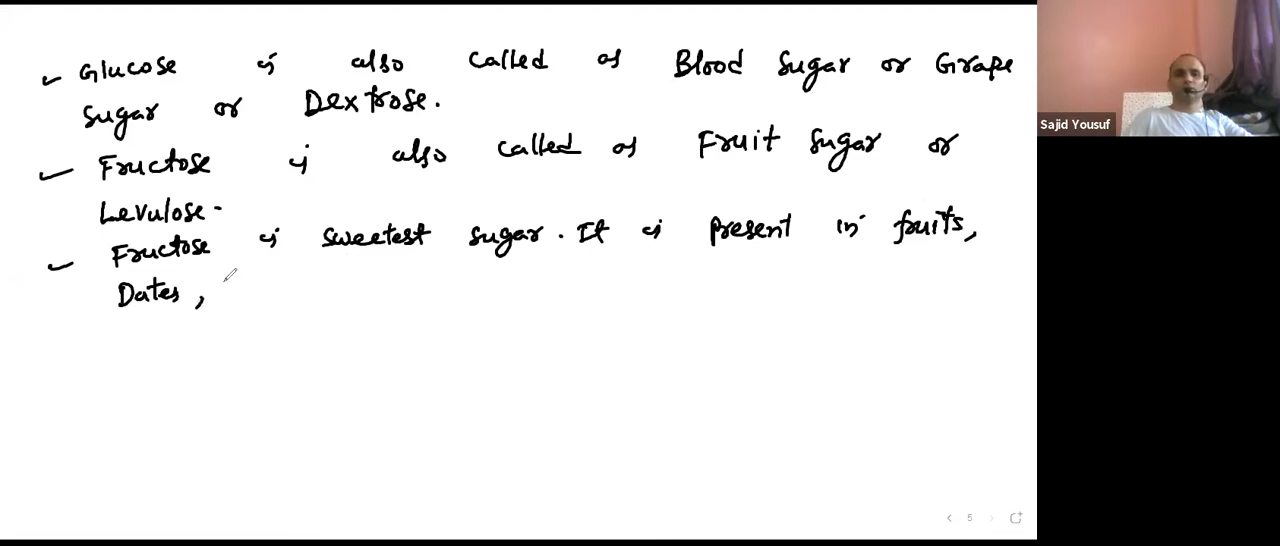 Glucose is also called as Blood Sugar or Grape
Sugar or Dextrose.
Fructose is also called as Fruit Sugar or
Levulose.
Fructose is sweetest sugar. It is present in fruits,
Dates,
Sajid Yousuf
5